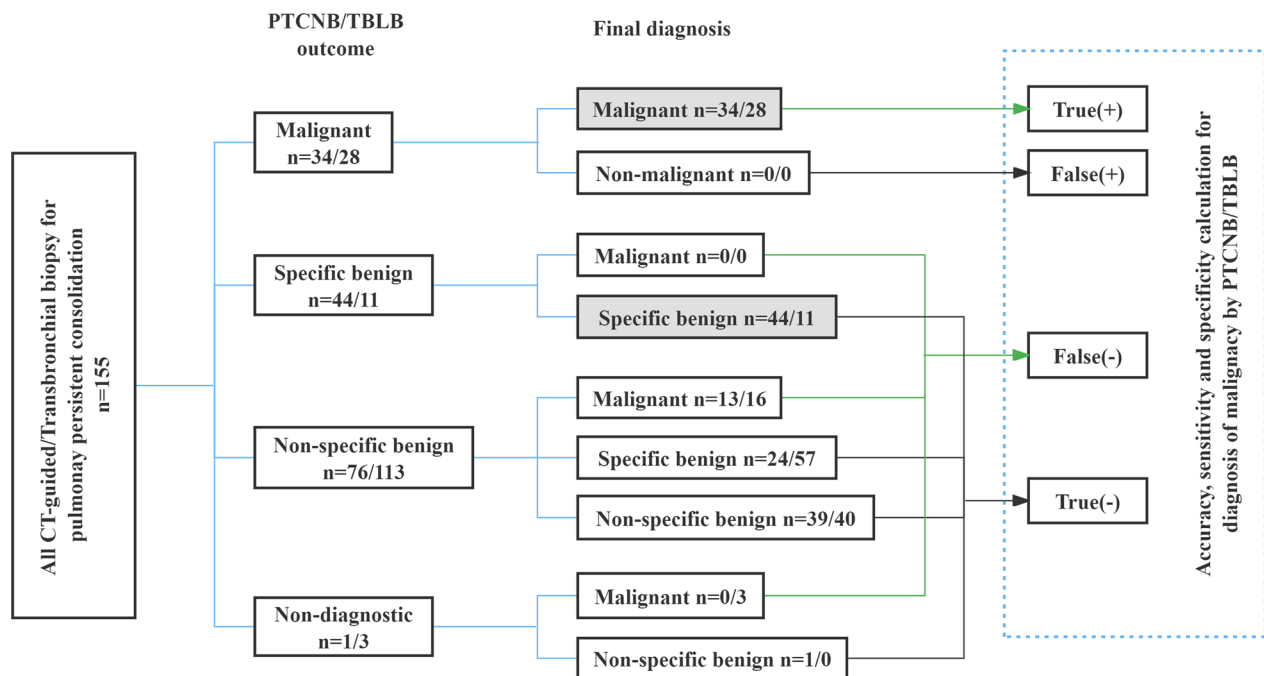 PTCNB/TBLB
outcome
Final diagnosis
All CT-guided/Transbronchial biopsy for
pulmonay persistent consolidation
n=155
Malignant
n=34/28
Specific benign
n=44/11
Non-specific benign
n=76/113
Non-diagnostic
n=1/3
Malignant n=34/28
Non-malignant n=0/0
Malignant n=0/0
Specific benign n=44/11
Malignant n=13/16
Specific benign n=24/57
Non-specific benign n=39/40
Malignant n=0/3
Non-specific benign n=1/0
True(+)
False(+)
False(-)
True(-)
Accuracy, sensitivity and specificity calculation for
diagnosis of malignacy by PTCNB/TBLB